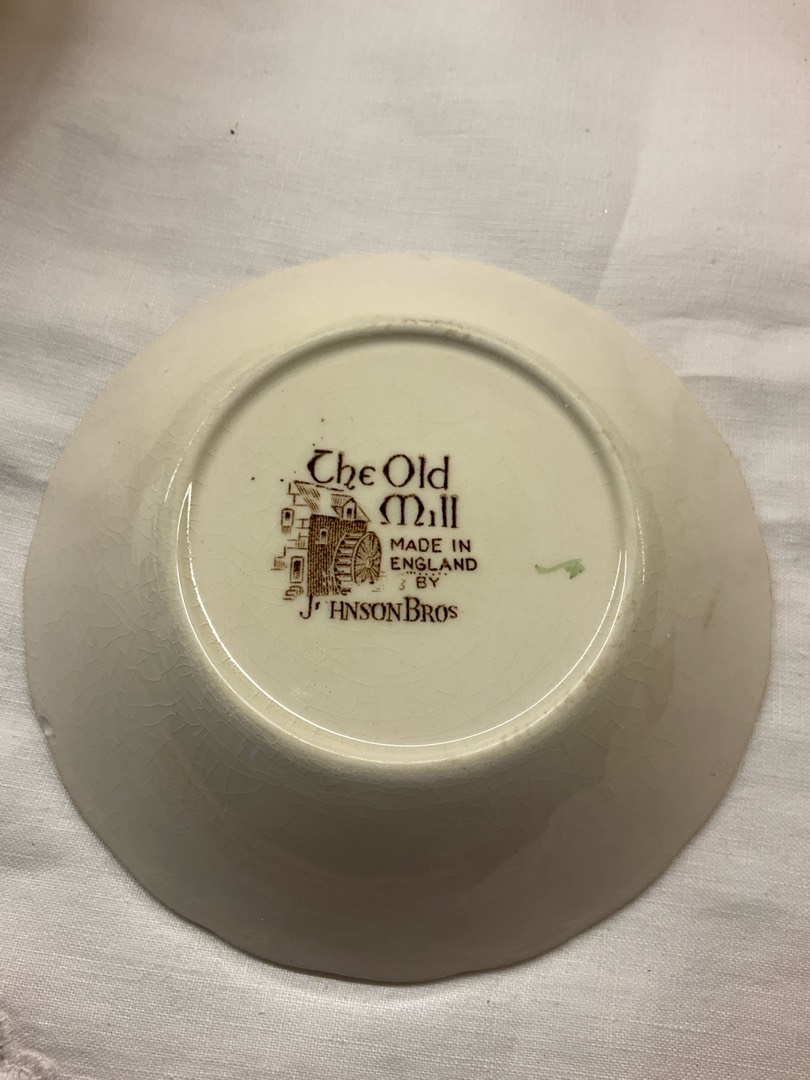 The Old
Mill
MADE IN
ENGLAND
BY
J HNSON BROS